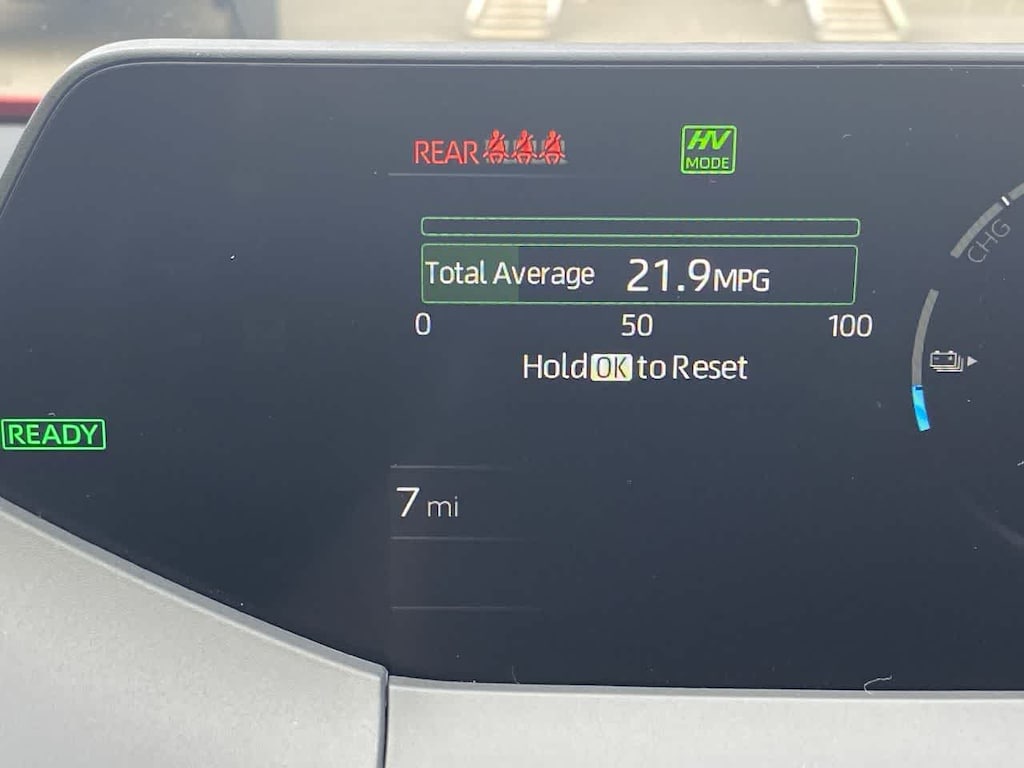 REAR
HV
MODE
CHG
Total Average 21.9MPG
0 50 100
Hold OK to Reset
READY
7 mi